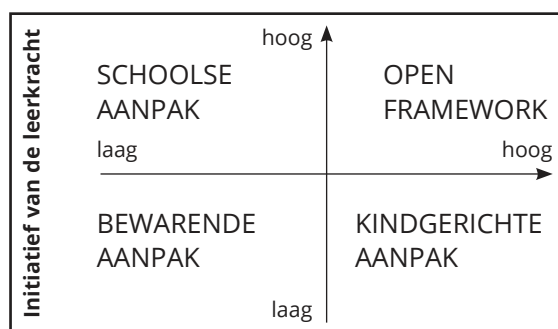 Initiatief van de leerkracht
hoog
SCHOOLSE
AANPAK
OPEN
FRAMEWORK
laag
hoog
BEWARENDE
AANPAK
KINDGERICHTE
AANPAK
laag